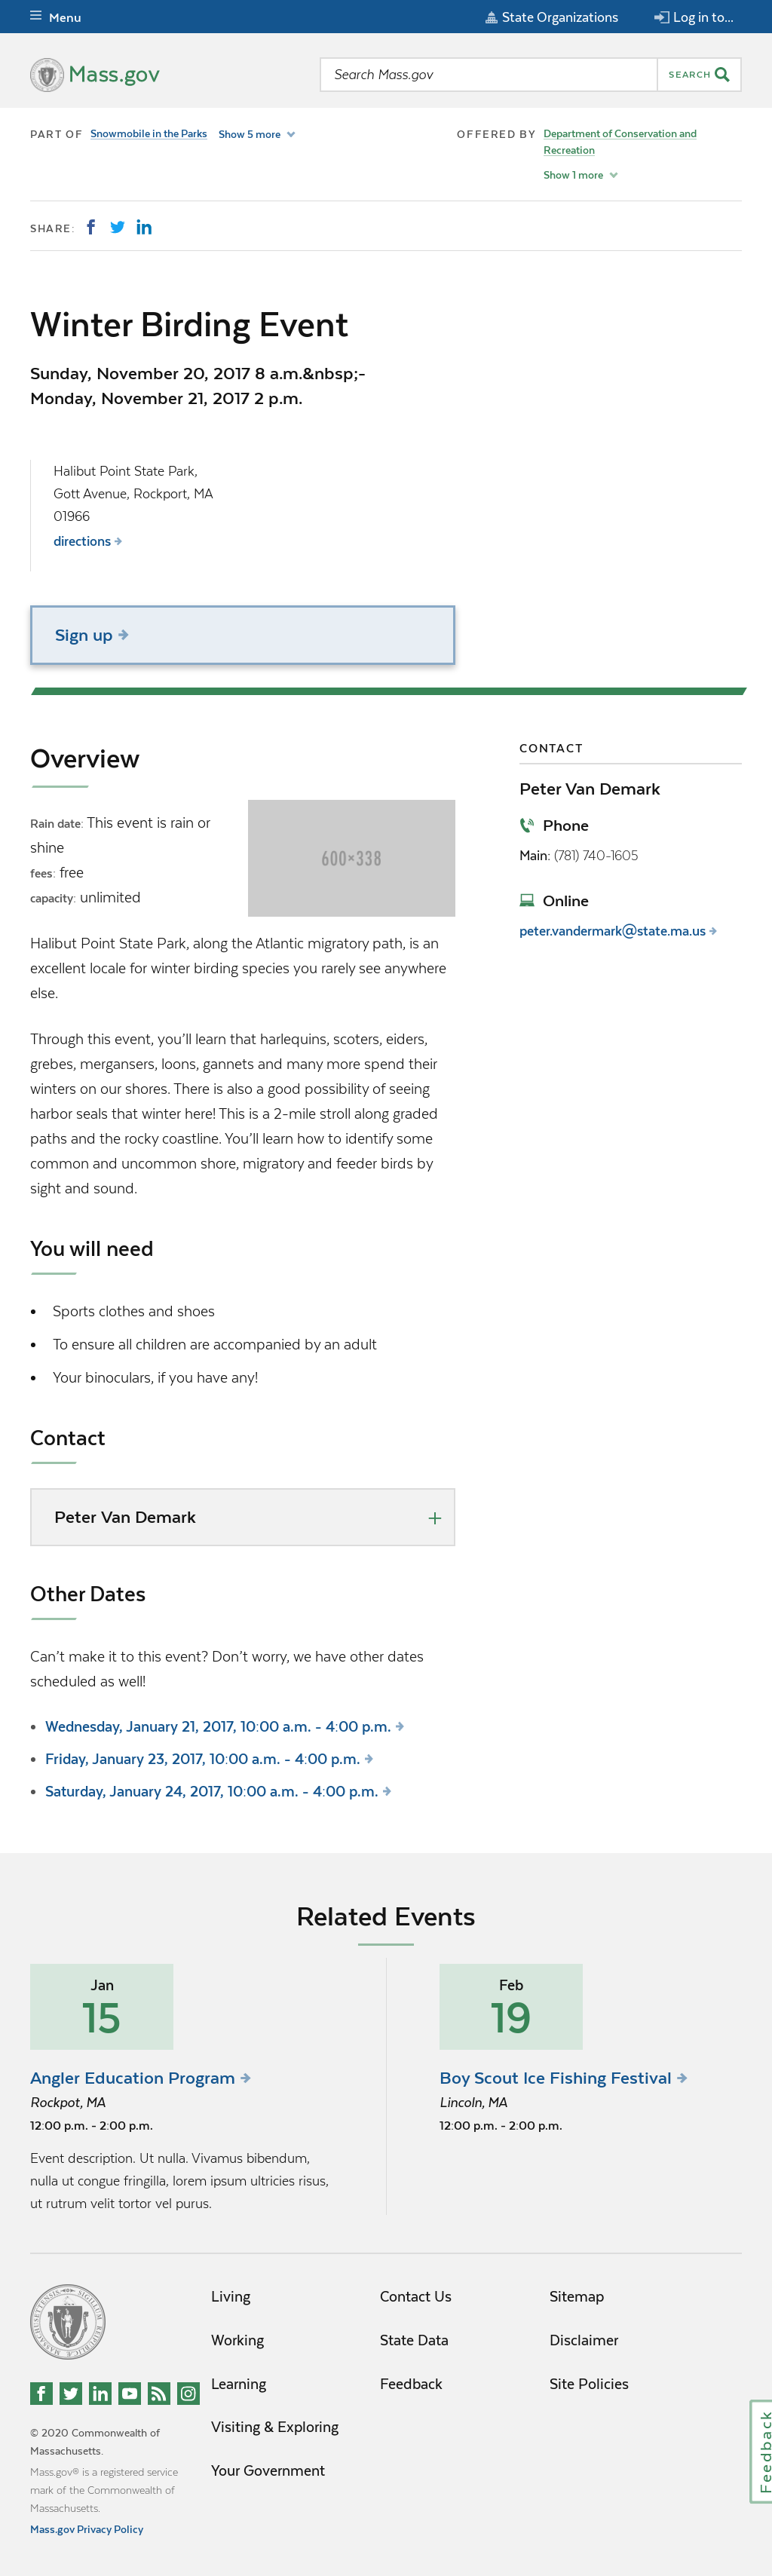 Menu
State Organizations
Log in to...
Mass.gov
Search Mass.gov
SEARCH
PART OF Snowmobile in the Parks Show 5 more
OFFERED BY Department of Conservation and
Recreation
Show 1 more
SHARE:
Winter Birding Event
Sunday, November 20, 2017 8 a.m.&nbsp;-
Monday, November 21, 2017 2 p.m.
Halibut Point State Park,
Gott Avenue, Rockport, MA
01966
directions
Sign up
Overview
Rain date: This event is rain or
shine
fees: free
capacity: unlimited
600×338
Halibut Point State Park, along the Atlantic migratory path, is an
excellent locale for winter birding species you rarely see anywhere
else.
Through this event, you’ll learn that harlequins, scoters, eiders,
grebes, mergansers, loons, gannets and many more spend their
winters on our shores. There is also a good possibility of seeing
harbor seals that winter here! This is a 2-mile stroll along graded
paths and the rocky coastline. You’ll learn how to identify some
common and uncommon shore, migratory and feeder birds by
sight and sound.
CONTACT
Peter Van Demark
Phone
Main: (781) 740-1605
Online
peter.vandermark@state.ma.us
You will need
• Sports clothes and shoes
• To ensure all children are accompanied by an adult
• Your binoculars, if you have any!
Contact
Peter Van Demark
Other Dates
Can’t make it to this event? Don’t worry, we have other dates
scheduled as well!
• Wednesday, January 21, 2017, 10:00 a.m. - 4:00 p.m.
• Friday, January 23, 2017, 10:00 a.m. - 4:00 p.m.
• Saturday, January 24, 2017, 10:00 a.m. - 4:00 p.m.
Related Events
Jan
15
Angler Education Program
Rockpot, MA
12:00 p.m. - 2:00 p.m.
Event description. Ut nulla. Vivamus bibendum,
nulla ut congue fringilla, lorem ipsum ultricies risus,
ut rutrum velit tortor vel purus.
Feb
19
Boy Scout Ice Fishing Festival
Lincoln, MA
12:00 p.m. - 2:00 p.m.
Living
Working
Learning
Visiting & Exploring
Your Government
Contact Us
State Data
Feedback
Sitemap
Disclaimer
Site Policies
© 2020 Commonwealth of
Massachusetts.
Mass.gov® is a registered service
mark of the Commonwealth of
Massachusetts.
Mass.gov Privacy Policy
Feedback